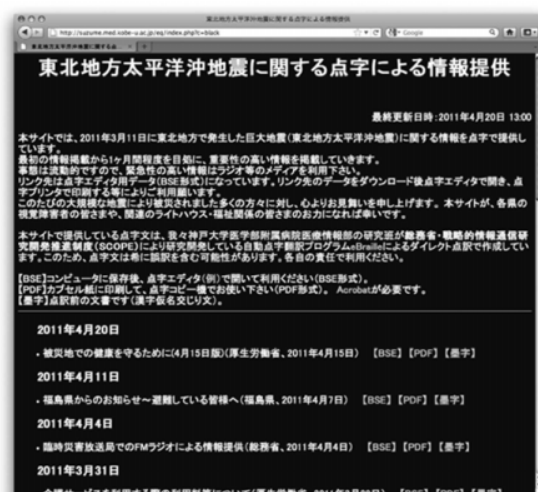 東北地方太平洋沖地震に関する点字による情報提供
http://suzume.med.kobe-u.ac.jp/eq/index.php?c=black
Google
東北地方太平洋沖地震に関する点字による情報提供
最終更新日時:2011年4月20日 13:00
本サイトでは、2011年3月11日に東北地方で発生した巨大地震(東北地方太平洋沖地震)に関する情報を点字で提供し
ています。
最初の情報掲載から1ヶ月間程度を目処に、重要性の高い情報を掲載していきます。
事態は流動的ですので、緊急性の高い情報はラジオ等のメディアを利用下さい。
リンク先は点字エディタ用データ(BSE形式)になっています。リンク先のデータをダウンロード後点字エディタで開き、点
字プリンタで印刷する等によりご利用願います。
このたびの大規模な地震により被災されました多くの方々に対し、心よりお見舞いを申し上げます。本サイトが、各県の
視覚障害者の皆さまや、関連のライトハウス・福祉関係の皆さまのお力になれば幸いです。
本サイトで提供している点字文は、我々神戸大学医学部附属病院医療情報部の研究班が総務省・戦略的情報通信研
究開発推進制度(SCOPE)により研究開発している自動点字翻訳プログラムeBrailleによるダイレクト点訳で作成してい
ます。このため、点字文は希に誤訳を含む可能性があります。各自の責任で利用ください。
【BSE】コンピュータに保存後、点字エディタ(例)で開いて利用ください(BSE形式)。
【PDF】カプセル紙に印刷して、点字コピー機でお使い下さい(PDF形式)。 Acrobatが必要です。
【墨字】点訳前の文書です(漢字仮名交じり文)。
2011年4月20日
・被災地での健康を守るために(4月15日版)(厚生労働省、2011年4月15日) 【BSE】【PDF】【墨字】
2011年4月11日
・福島県からのお知らせ~避難している皆様へ(福島県、2011年4月7日) 【BSE】【PDF】【墨字】
2011年4月4日
・臨時災害放送局でのFMラジオによる情報提供(総務省、2011年4月4日) 【BSE】【PDF】【墨字】
2011年3月31日